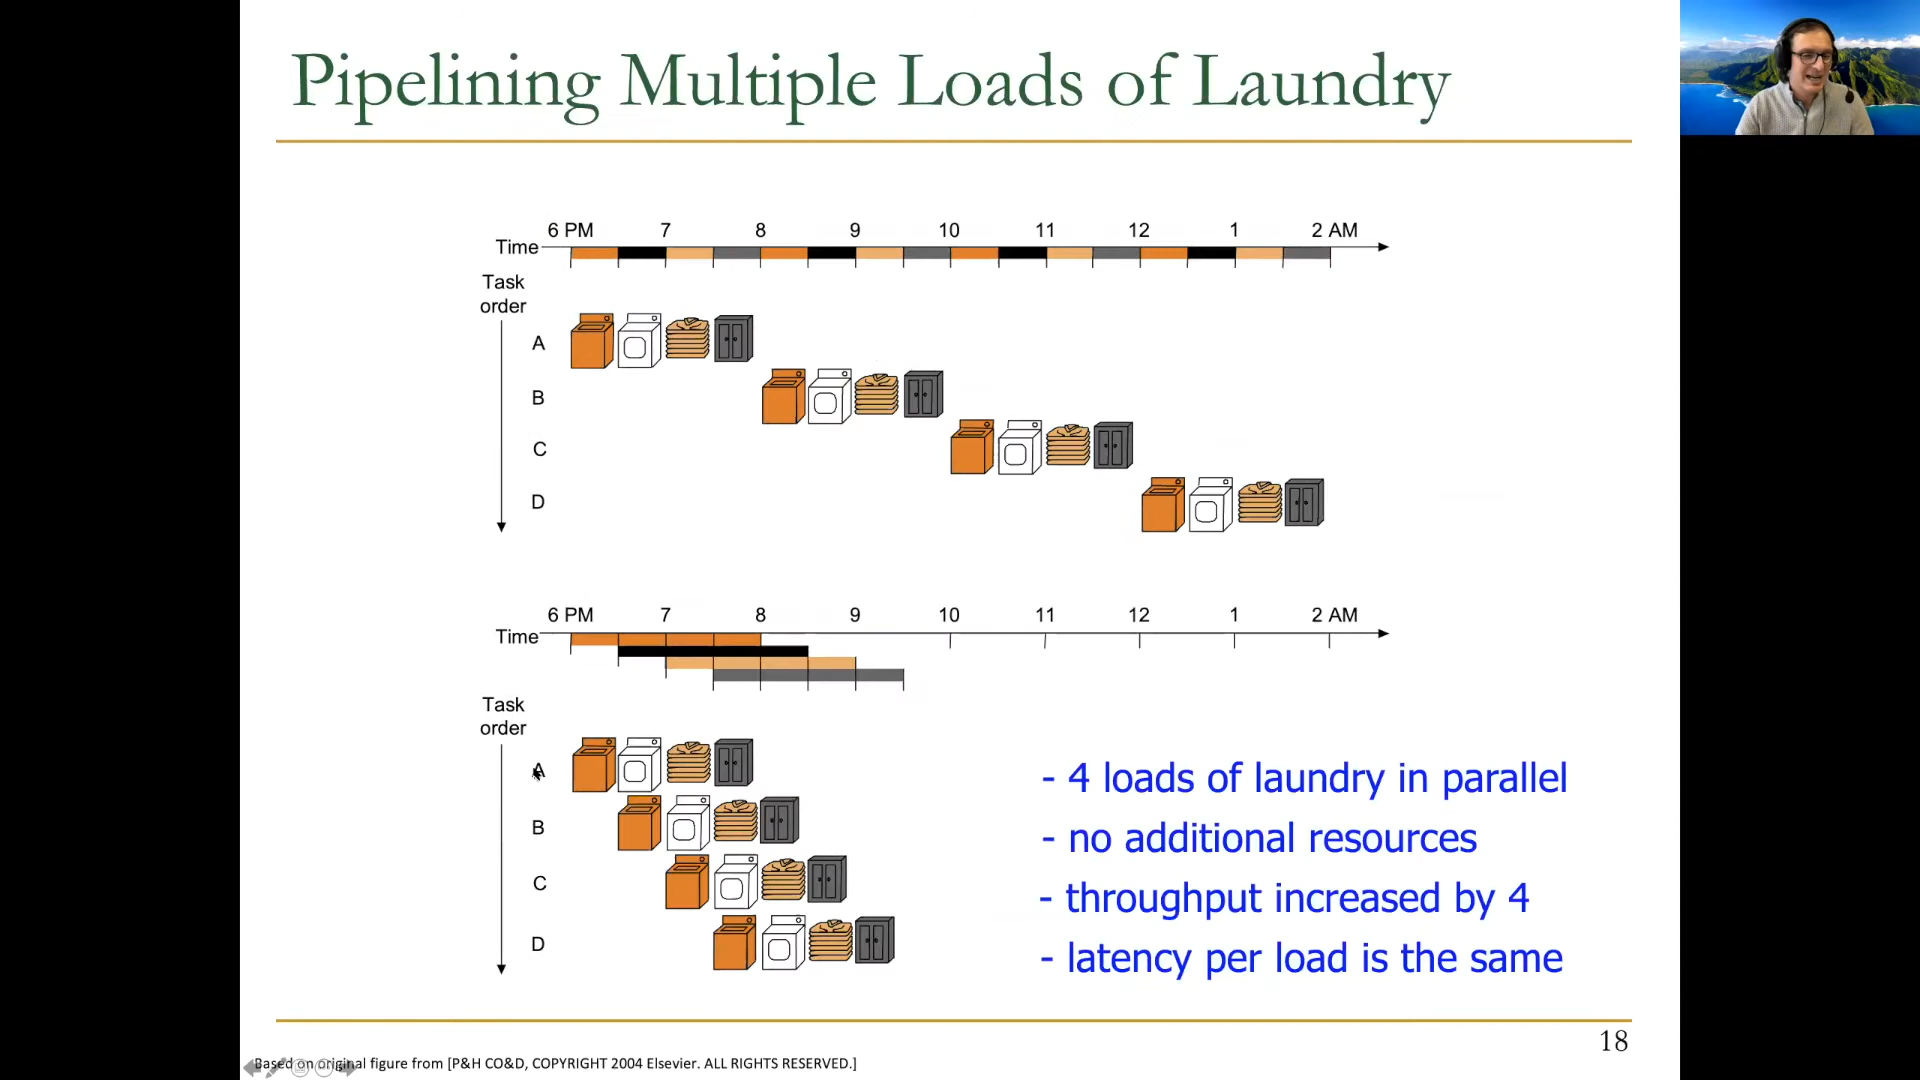 Pipelining Multiple Loads of Laundry
6 PM 7 8 9 10 11 12 1 2 AM
Time
Task
order
A
B
C
D
6 PM 7 8 9 10 11 12 1 2 AM
Time
Task
order
A
B
C
D
- 4 loads of laundry in parallel
- no additional resources
- throughput increased by 4
- latency per load is the same
18
Based on original figure from [P&H CO&D, COPYRIGHT 2004 Elsevier. ALL RIGHTS RESERVED.]